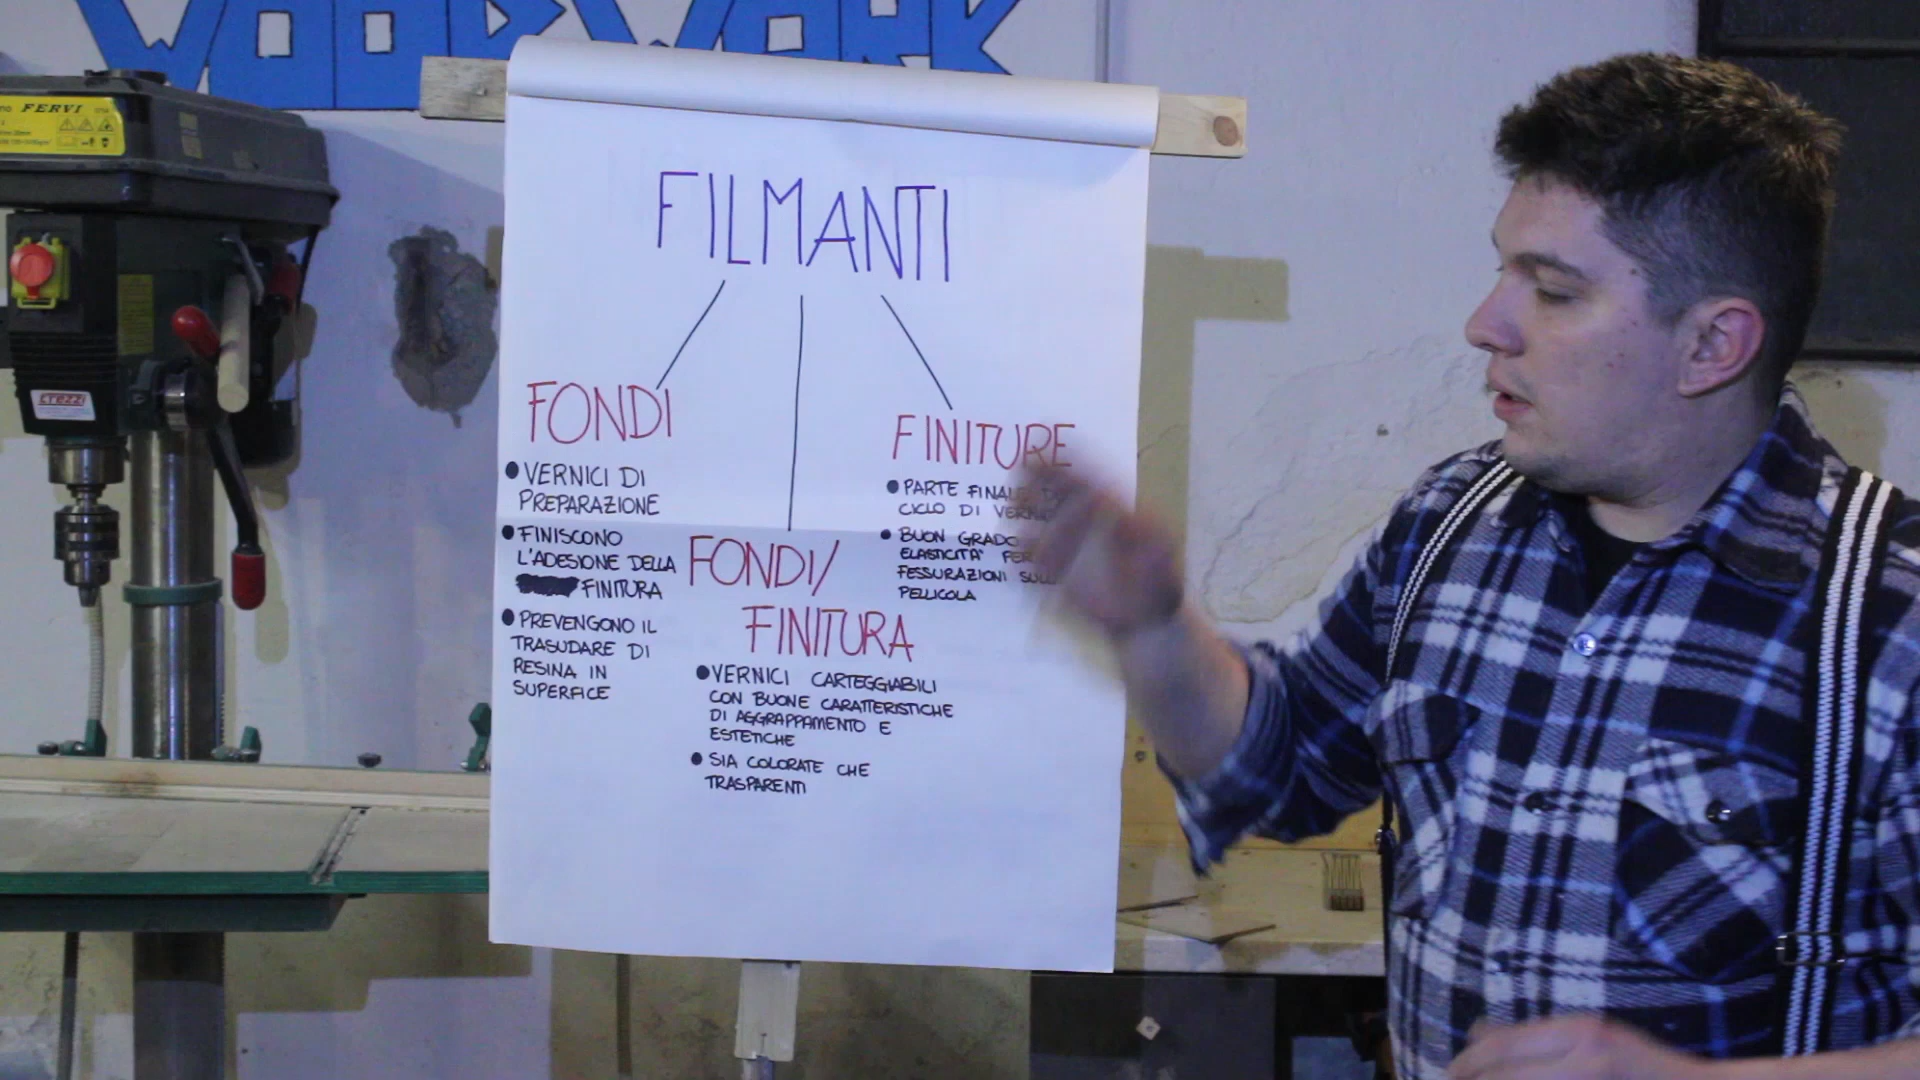 WOODWORK
FERVI
FILMANTI
FONDI
VERNICI DI
PREPARAZIONE
FINISCONO
L'ADESIONE DELLA
FINITURA
PREVENGONO IL
TRASUDARE DI
RESINA IN
SUPERFICE
FONDI/
FINITURA
VERNICI CARTEGGIABILI
CON BUONE CARATTERISTICHE
DI AGGRAPPAMENTO E
ESTETICHE
SIA COLORATE CHE
TRASPARENTI
FINITURE
PARTE FINALE
CICLO DI
BUON GRADO
ELASTICITA' PER
FESSURAZIONI
PELLICOLA